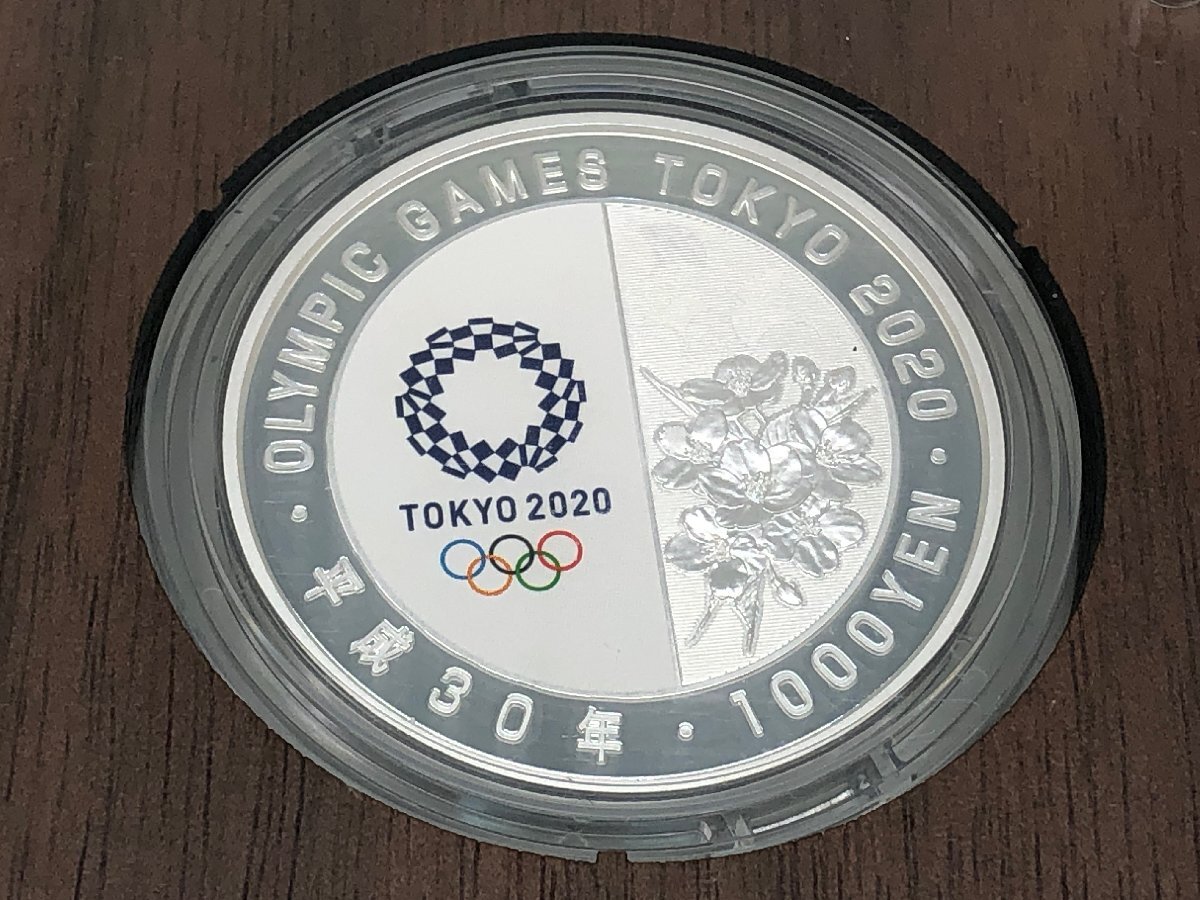 OLYMPIC GAMES TOKYO 2020
TOKYO 2020
平成30年・1000YEN・